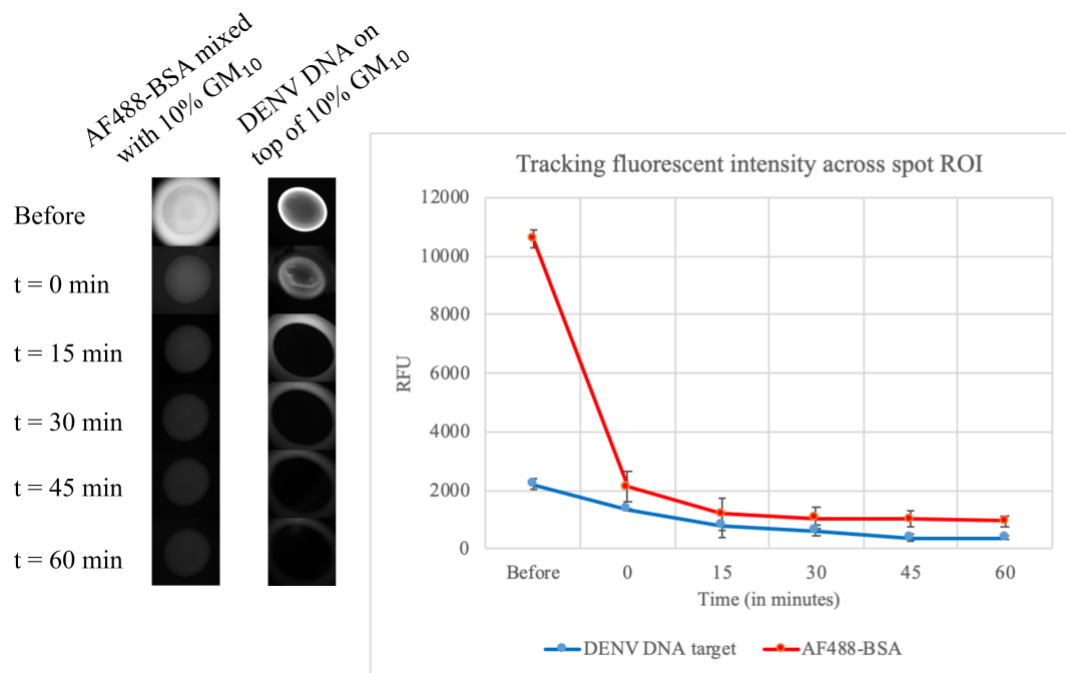 AF488-BSA mixed
with 10% GM₁₀
DENV DNA on
top of 10% GM₁₀
Before
t = 0 min
t = 15 min
t = 30 min
t = 45 min
t = 60 min
Tracking fluorescent intensity across spot ROI
12000
10000
8000
6000
4000
2000
0
RFU
Before 0 15 30 45 60
Time (in minutes)
DENV DNA target AF488-BSA